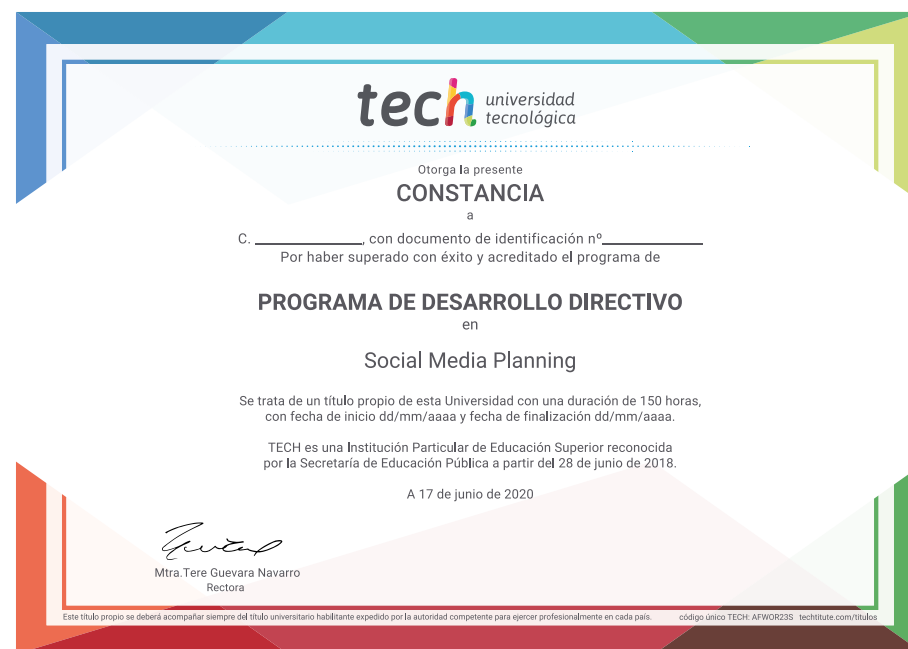 tech universidad
tecnológica
Otorga la presente
CONSTANCIA
a
C. ______________, con documento de identificación nº_____________
Por haber superado con éxito y acreditado el programa de
PROGRAMA DE DESARROLLO DIRECTIVO
en
Social Media Planning
Se trata de un título propio de esta Universidad con una duración de 150 horas,
con fecha de inicio dd/mm/aaaa y fecha de finalización dd/mm/aaaa.
TECH es una Institución Particular de Educación Superior reconocida
por la Secretaría de Educación Pública a partir del 28 de junio de 2018.
A 17 de junio de 2020
Mtra.Tere Guevara Navarro
Rectora
Este título propio se deberá acompañar siempre del título universitario habilitante expedido por la autoridad competente para ejercer profesionalmente en cada país. código único TECH: AFWOR23S techtitute.com/titulos